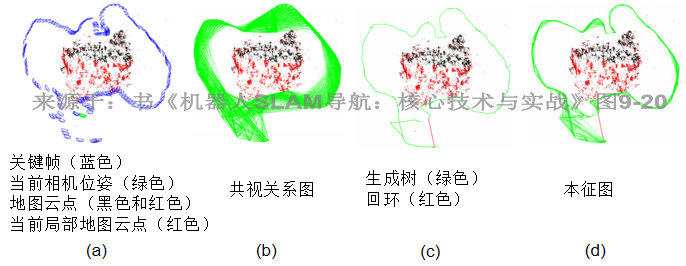 来源于：书《机器人SLAM导航：核心技术与实战》图9-20
关键帧（蓝色）
当前相机位姿（绿色）
地图云点（黑色和红色）
当前局部地图云点（红色）
共视关系图
生成树（绿色）
回环（红色）
本征图
(a)
(b)
(c)
(d)